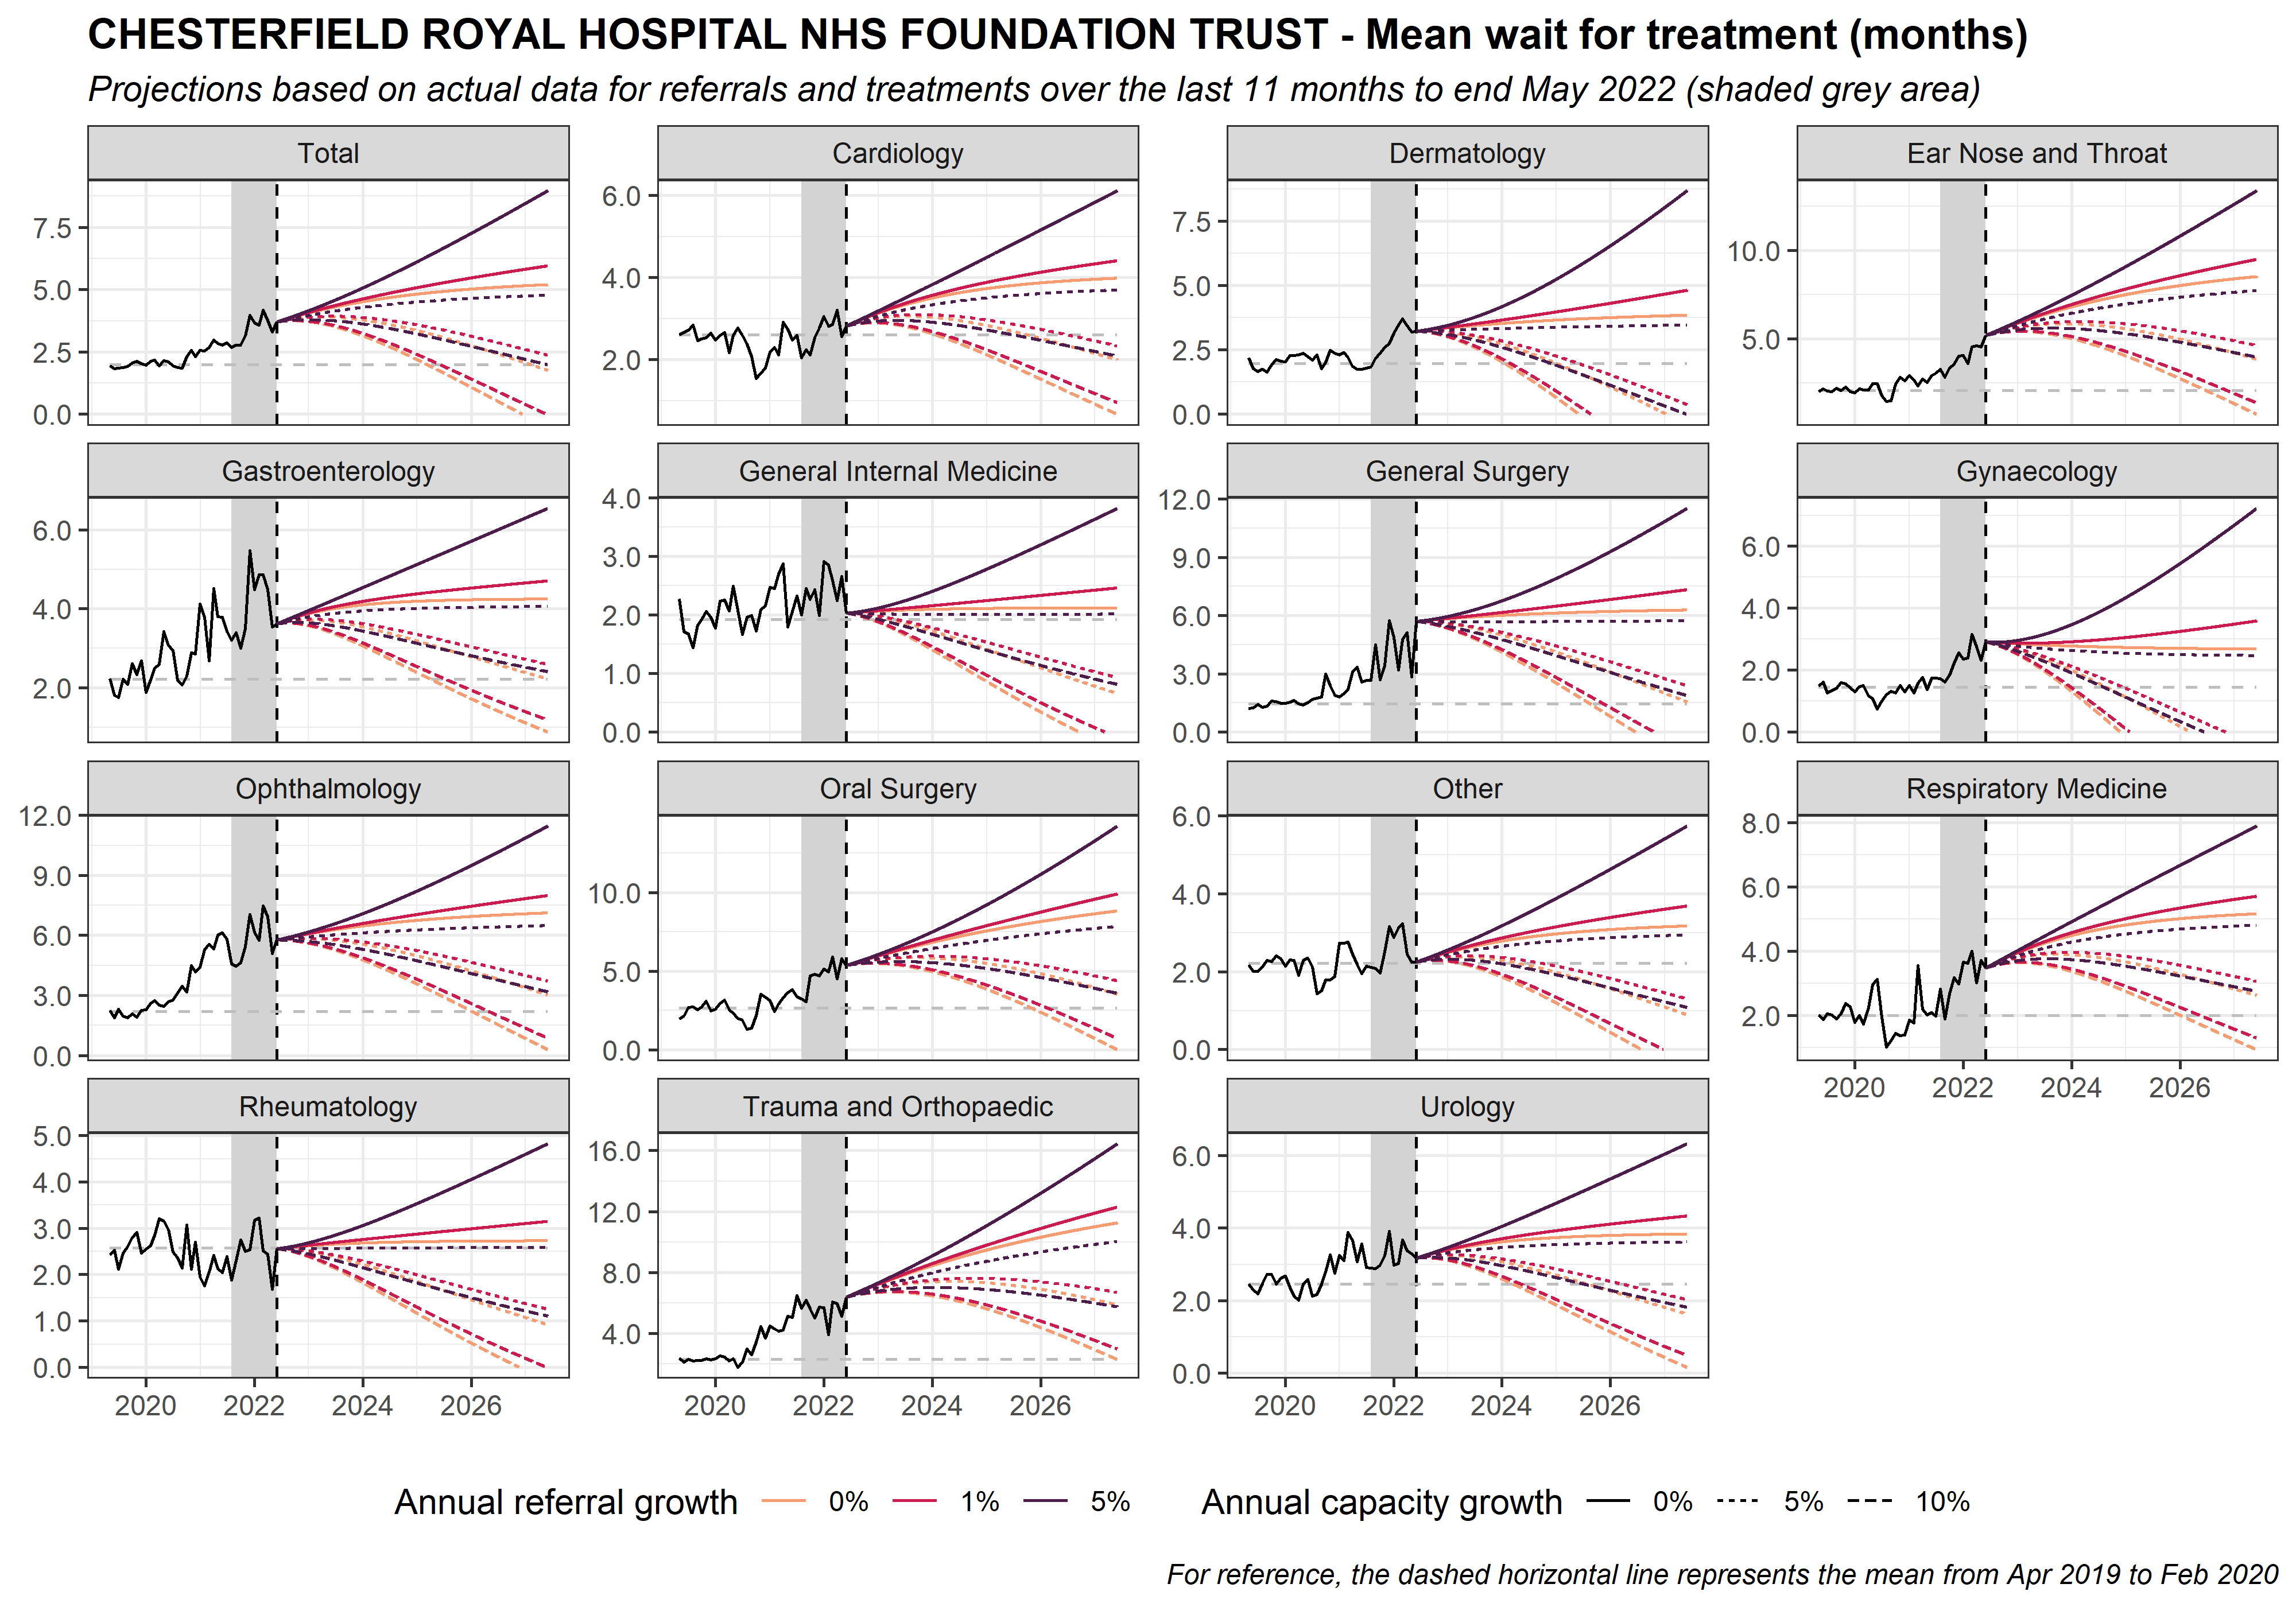 CHESTERFIELD ROYAL HOSPITAL NHS FOUNDATION TRUST - Mean wait for treatment (months)
Projections based on actual data for referrals and treatments over the last 11 months to end May 2022 (shaded grey area)
Total
Cardiology
Dermatology
Ear Nose and Throat
7.5
5.0
2.5
0.0
6.0
4.0
2.0
7.5
5.0
2.5
0.0
10.0
5.0
Gastroenterology
General Internal Medicine
General Surgery
Gynaecology
6.0
4.0
2.0
4.0
3.0
2.0
1.0
0.0
12.0
9.0
6.0
3.0
0.0
6.0
4.0
2.0
0.0
Ophthalmology
Oral Surgery
Other
Respiratory Medicine
12.0
9.0
6.0
3.0
0.0
10.0
5.0
0.0
6.0
4.0
2.0
0.0
8.0
6.0
4.0
2.0
2020 2022 2024 2026
Rheumatology
Trauma and Orthopaedic
Urology
5.0
4.0
3.0
2.0
1.0
0.0
16.0
12.0
8.0
4.0
6.0
4.0
2.0
0.0
2020 2022 2024 2026
2020 2022 2024 2026
2020 2022 2024 2026
Annual referral growth 0% 1% 5%
Annual capacity growth 0% 5% 10%
For reference, the dashed horizontal line represents the mean from Apr 2019 to Feb 2020